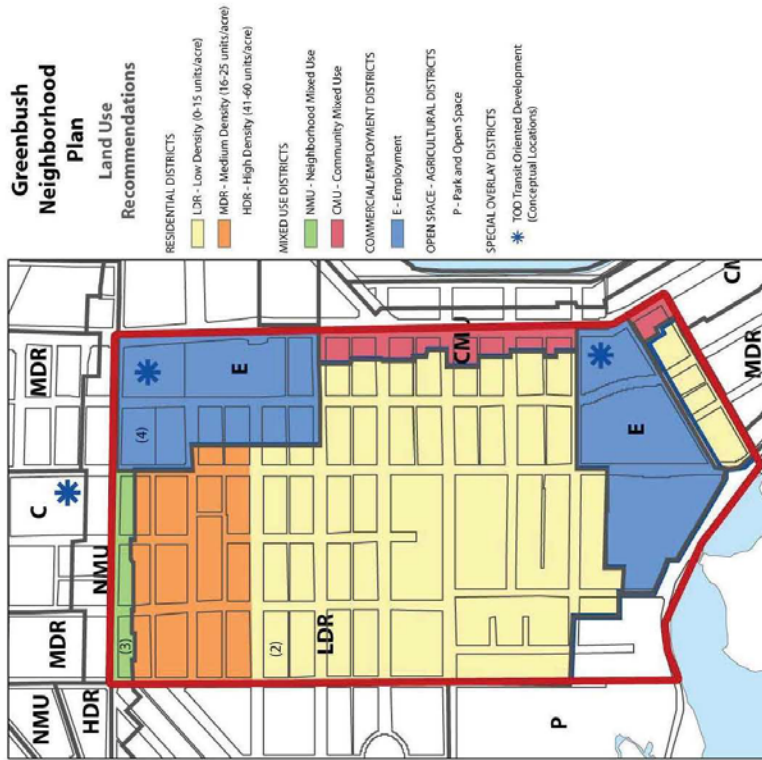 Greenbush
Neighborhood
Plan
Land Use
Recommendations
RESIDENTIAL DISTRICTS
LDR - Low Density (0-15 units/acre)
MDR - Medium Density (16-25 units/acre)
HDR - High Density (41-60 units/acre)
MIXED USE DISTRICTS
NMU - Neighborhood Mixed Use
CMU - Community Mixed Use
COMMERCIAL/EMPLOYMENT DISTRICTS
E - Employment
OPEN SPACE - AGRICULTURAL DISTRICTS
P - Park and Open Space
SPECIAL OVERLAY DISTRICTS
TOD Transit Oriented Development
(Conceptual Locations)
NMU
HDR
MDR
C
MDR
NMU
(3)
(4)
E
(2)
LDR
CMU
P
E
MDR
CM